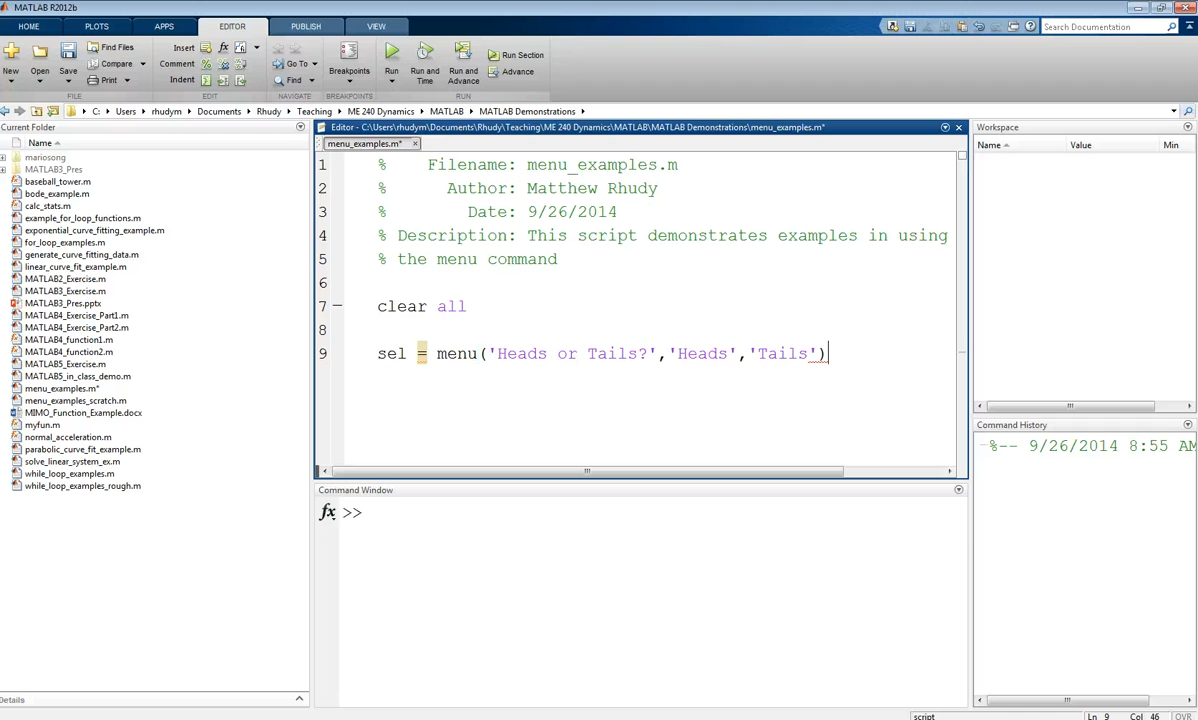 MATLAB R2012b
HOME PLOTS APPS EDITOR PUBLISH VIEW
Search Documentation
New Open Save Find Files Compare Print
Insert Comment Indent fx
Go To Find
Breakpoints
Run Run and Time Run and Advance Run Section Advance
FILE EDIT NAVIGATE BREAKPOINTS RUN
C: Users rhudym Documents Rhudy Teaching ME 240 Dynamics MATLAB MATLAB Demonstrations
Current Folder
Name
mariosong
MATLAB3_Pres
baseball_tower.m
bode_example.m
calc_stats.m
example_for_loop_functions.m
exponential_curve_fitting_example.m
for_loop_examples.m
generate_curve_fitting_data.m
linear_curve_fit_example.m
MATLAB2_Exercise.m
MATLAB3_Exercise.m
MATLAB3_Pres.pptx
MATLAB4_Exercise_Part1.m
MATLAB4_Exercise_Part2.m
MATLAB4_function1.m
MATLAB4_function2.m
MATLAB5_Exercise.m
MATLAB5_in_class_demo.m
menu_examples.m*
menu_examples_scratch.m
MIMO_Function_Example.docx
myfun.m
normal_acceleration.m
parabolic_curve_fit_example.m
solve_linear_system_ex.m
while_loop_examples.m
while_loop_examples_rough.m
Details
Editor - C:\Users\rhudym\Documents\Rhudy\Teaching\ME 240 Dynamics\MATLAB\MATLAB Demonstrations\menu_examples.m*
menu_examples.m*
1 % Filename: menu_examples.m
2 % Author: Matthew Rhudy
3 % Date: 9/26/2014
4 % Description: This script demonstrates examples in using
5 % the menu command
6
7 clear all
8
9 sel = menu('Heads or Tails?','Heads','Tails')
Command Window
fx >>
Workspace
Name Value Min
Command History
%-- 9/26/2014 8:55 AM
script Ln 9 Col 46 OVR